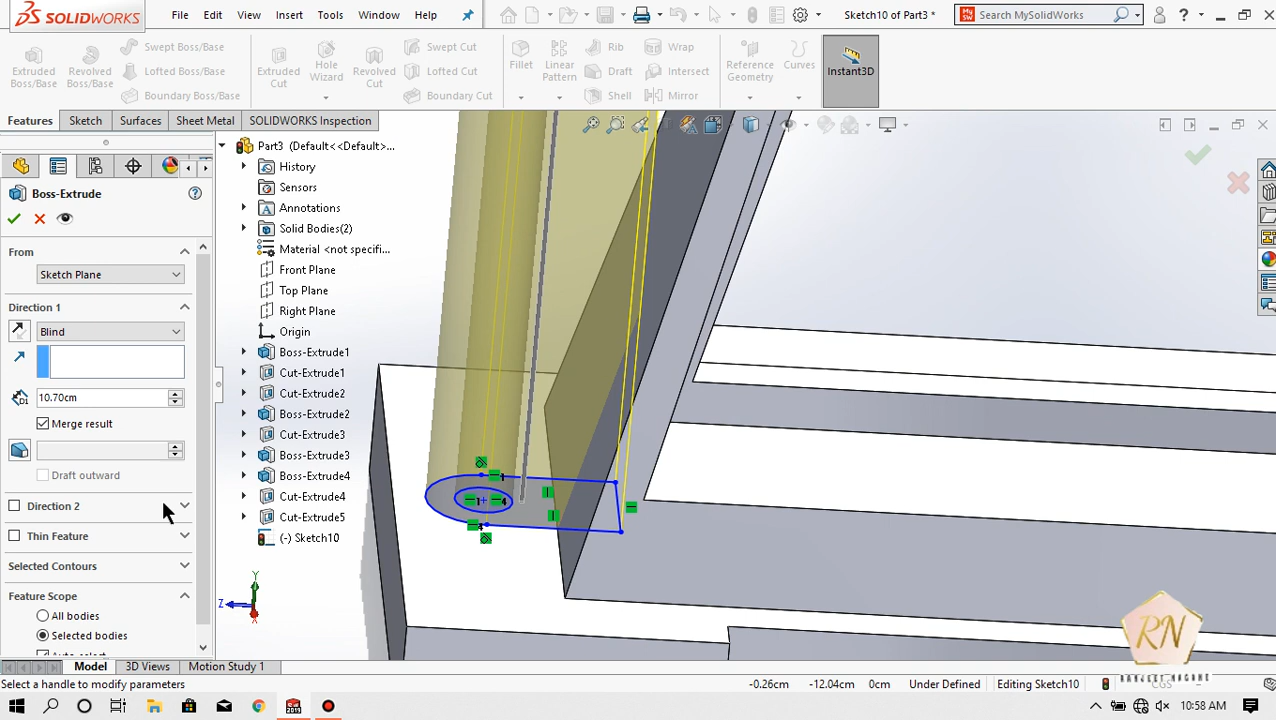 SOLIDWORKS File Edit View Insert Tools Window Help Sketch10 of Part3 * Search MySolidWorks ?
Extruded Boss/Base
Revolved Boss/Base
Swept Boss/Base
Lofted Boss/Base
Boundary Boss/Base
Extruded Cut
Hole Wizard
Revolved Cut
Swept Cut
Lofted Cut
Boundary Cut
Fillet
Linear Pattern
Rib
Draft
Shell
Wrap
Intersect
Mirror
Reference Geometry
Curves
Instant3D
Features Sketch Surfaces Sheet Metal SOLIDWORKS Inspection
Boss-Extrude
From
Sketch Plane
Direction 1
Blind
10.70cm
Merge result
Draft outward
Direction 2
Thin Feature
Selected Contours
Feature Scope
All bodies
Selected bodies
Part3 (Default<<Default>...
History
Sensors
Annotations
Solid Bodies(2)
Material <not specifi...
Front Plane
Top Plane
Right Plane
Origin
Boss-Extrude1
Cut-Extrude1
Cut-Extrude2
Boss-Extrude2
Cut-Extrude3
Boss-Extrude3
Boss-Extrude4
Cut-Extrude4
Cut-Extrude5
(-) Sketch10
Y
Z
X
RN
Model 3D Views Motion Study 1
Select a handle to modify parameters -0.26cm -12.04cm 0cm Under Defined Editing Sketch10 CGS
10:58 AM